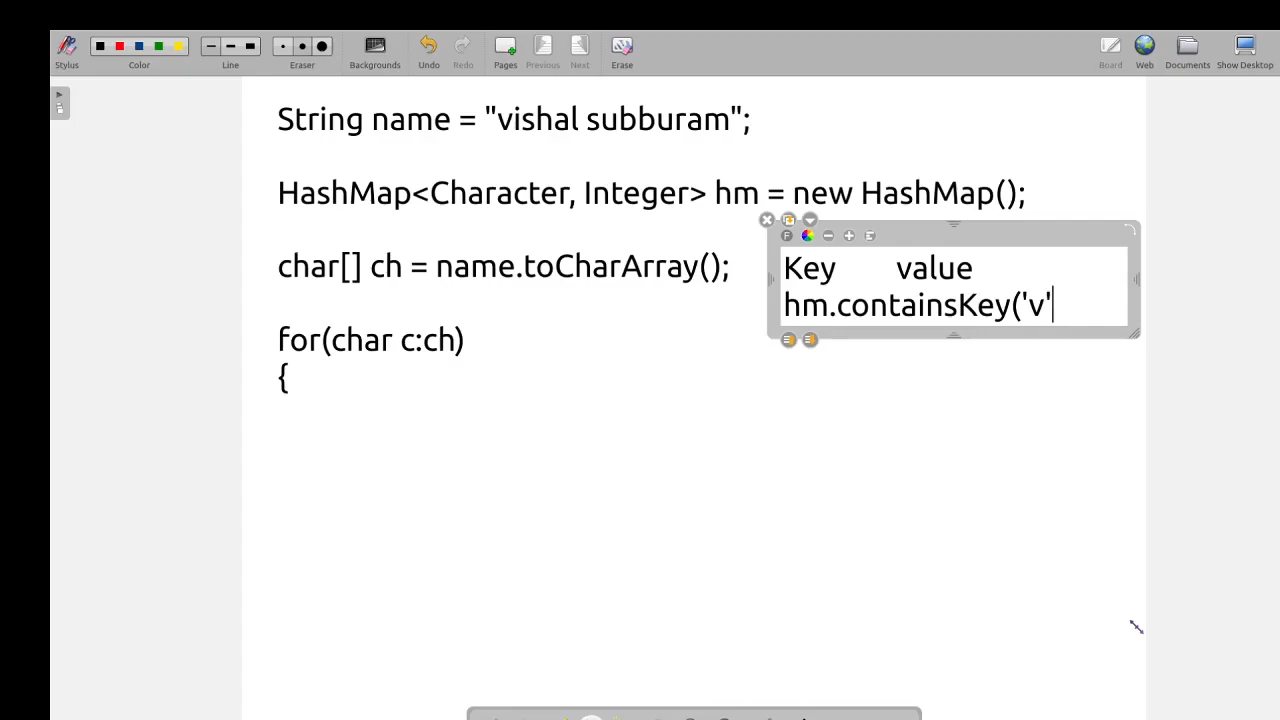 Stylus Color Line Eraser Backgrounds Undo Redo Pages Previous Next Erase Board Web Documents Show Desktop
String name = "vishal subburam";
HashMap<Character, Integer> hm = new HashMap();
char[] ch = name.toCharArray();
Key value
hm.containsKey('v'
for(char c:ch)
{